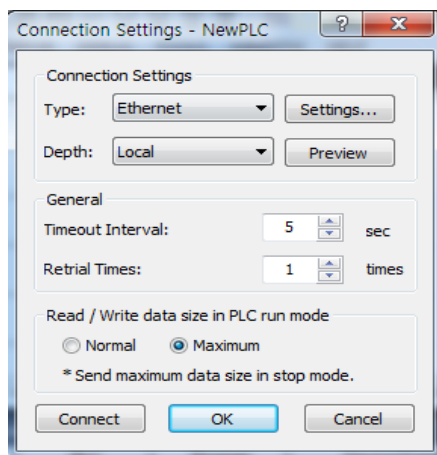 Connection Settings - NewPLC
Connection Settings
Type: Ethernet Settings...
Depth: Local Preview
General
Timeout Interval: 5 sec
Retrial Times: 1 times
Read / Write data size in PLC run mode
Normal Maximum
* Send maximum data size in stop mode.
Connect OK Cancel